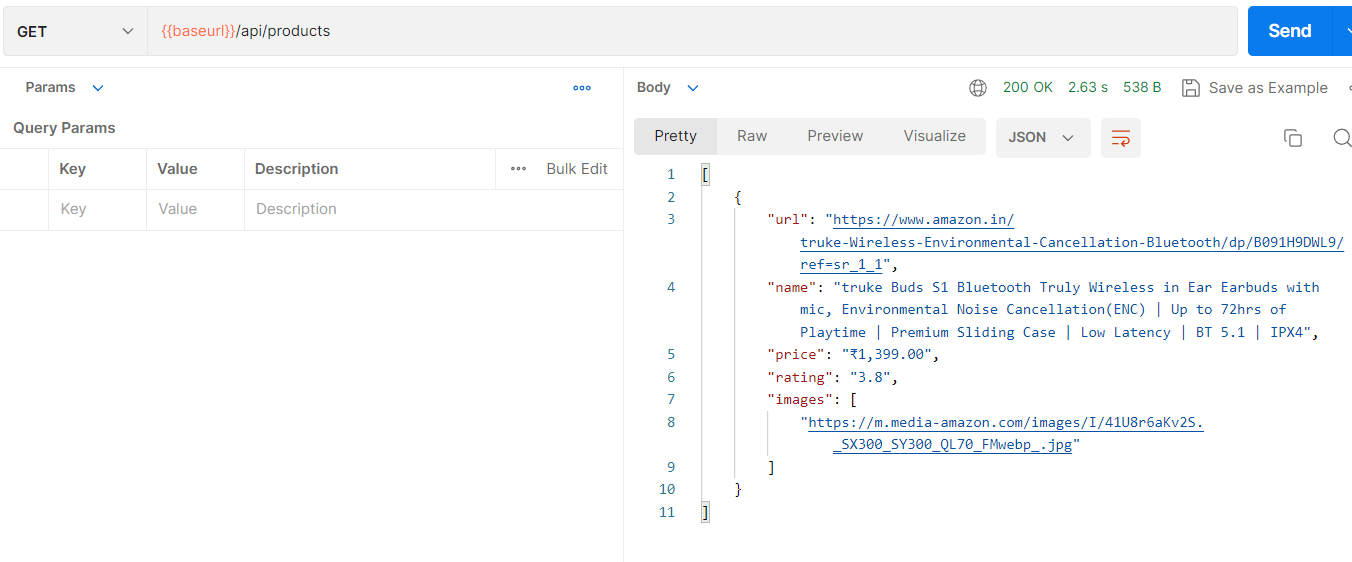 GET {{baseurl}}/api/products Send
Params
Query Params
Key Value Description Bulk Edit
Key Value Description
Body 200 OK 2.63 s 538 B Save as Example
Pretty Raw Preview Visualize JSON
1 [
2 {
3 "url": "https://www.amazon.in/
truke-Wireless-Environmental-Cancellation-Bluetooth/dp/B091H9DWL9/
ref=sr_1_1",
4 "name": "truke Buds S1 Bluetooth Truly Wireless in Ear Earbuds with
mic, Environmental Noise Cancellation(ENC) | Up to 72hrs of
Playtime | Premium Sliding Case | Low Latency | BT 5.1 | IPX4",
5 "price": "₹1,399.00",
6 "rating": "3.8",
7 "images": [
8 "https://m.media-amazon.com/images/I/41U8r6aKv2S.
_SX300_SY300_QL70_FMwebp_.jpg"
9 ]
10 }
11 ]